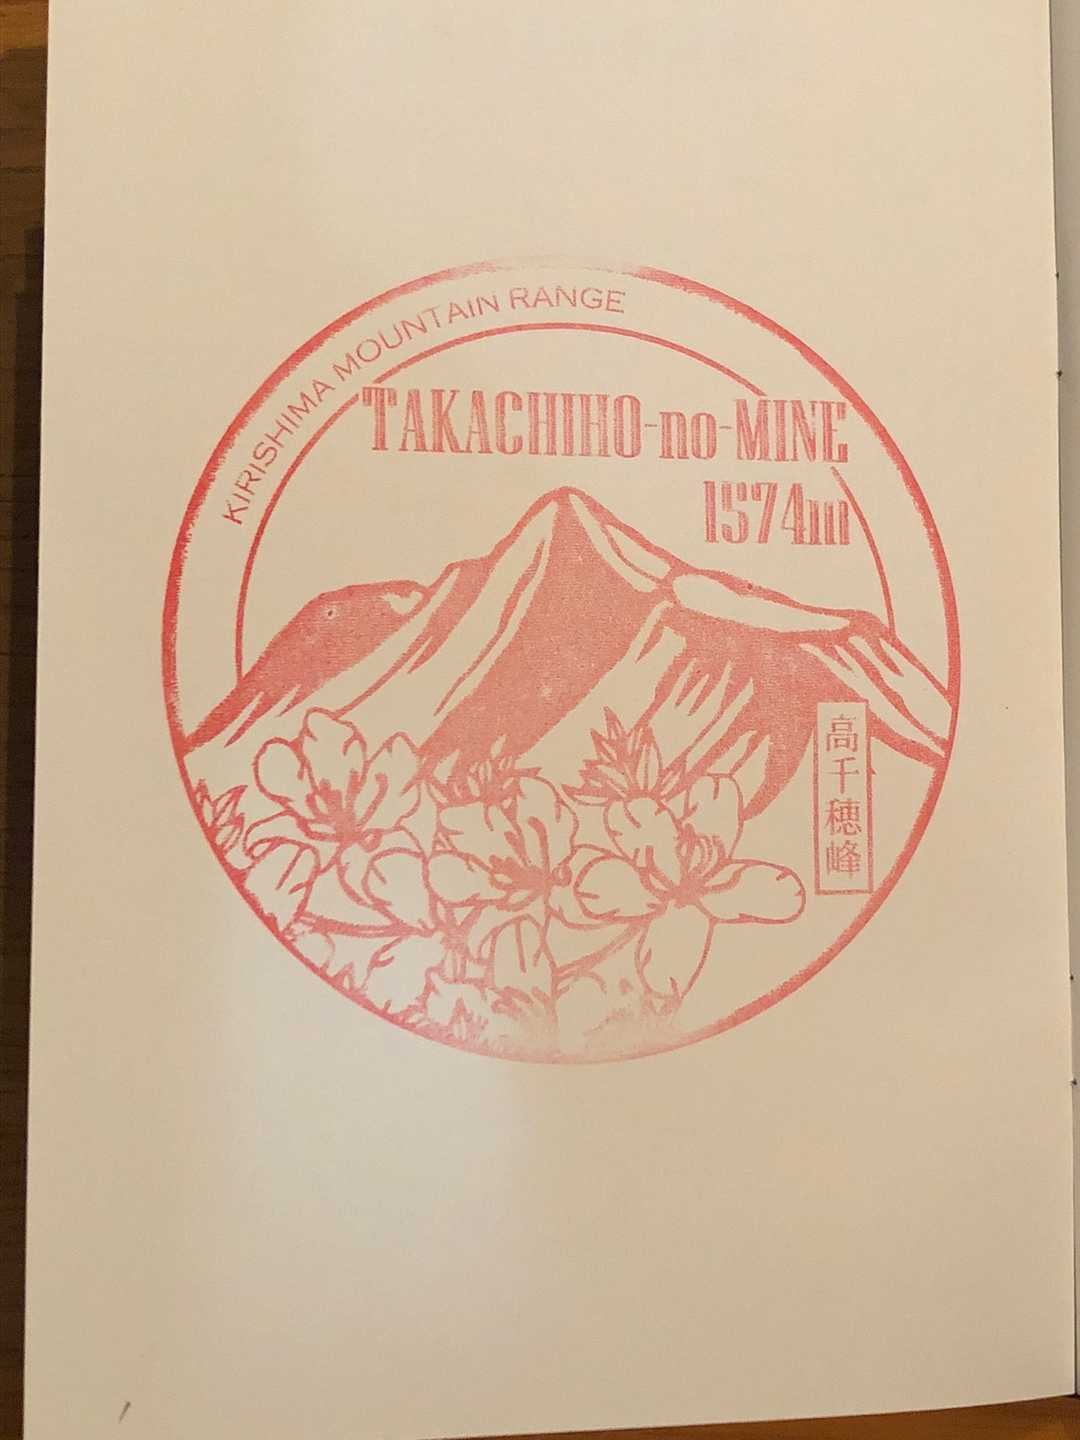 KIRISHIMA MOUNTAIN RANGE
TAKACHIHO-no-MINE
1574m
高千穂峰